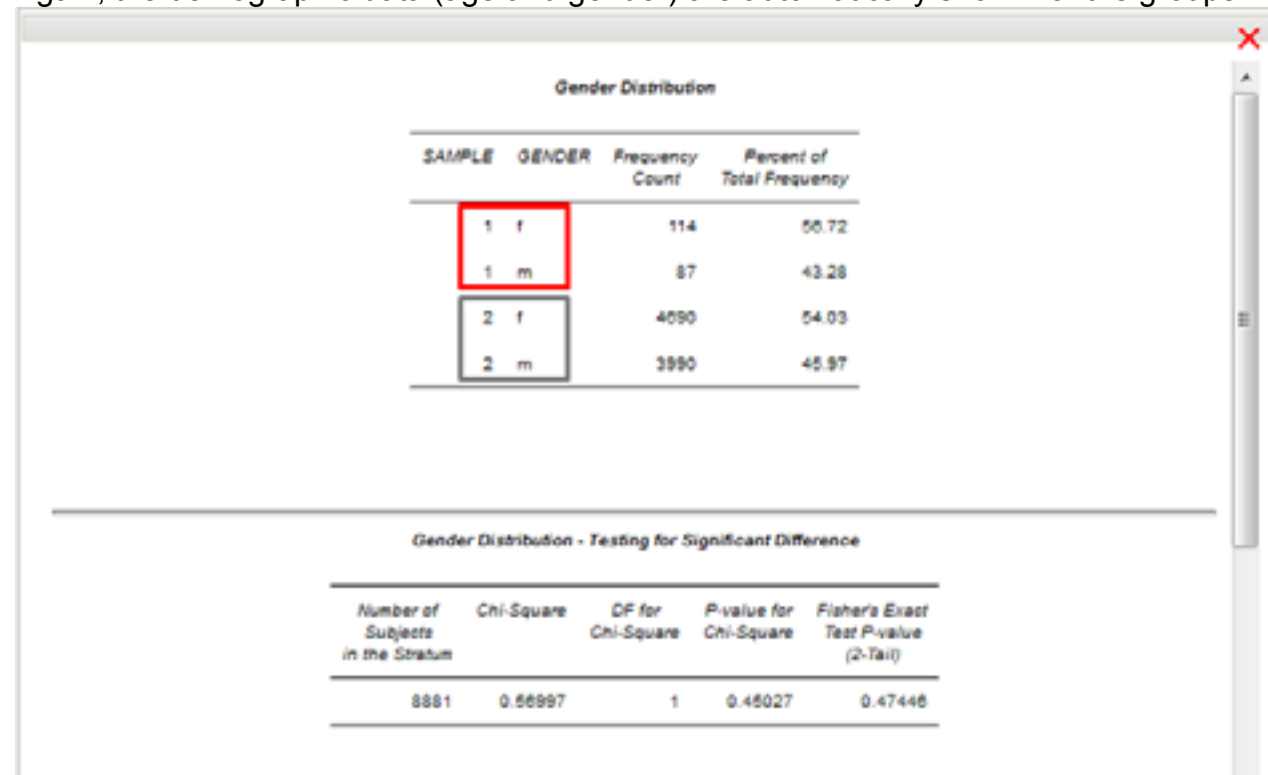 Gender Distribution
SAMPLE GENDER Frequency Count Percent of Total Frequency
1 f 114 56.72
1 m 87 43.28
2 f 4690 54.03
2 m 3990 45.97
Gender Distribution - Testing for Significant Difference
Number of Subjects in the Stratum Chi-Square DF for Chi-Square P-value for Chi-Square Fisher's Exact Test P-value (2-Tail)
8881 0.56997 1 0.45027 0.47446